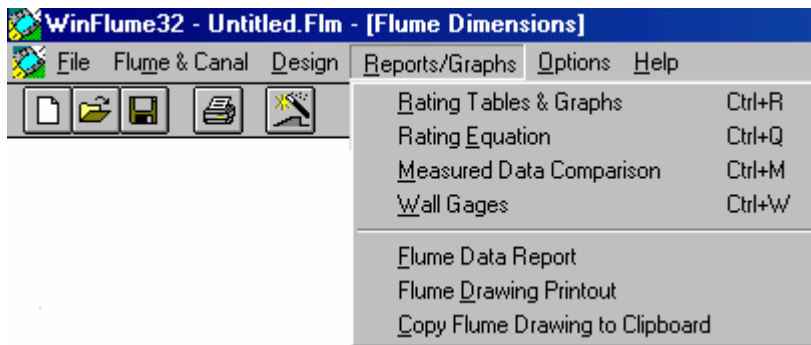 WinFlume32 - Untitled.Flm - [Flume Dimensions]
File Flume & Canal Design Reports/Graphs Options Help
Rating Tables & Graphs Ctrl+R
Rating Equation Ctrl+Q
Measured Data Comparison Ctrl+M
Wall Gages Ctrl+W
Flume Data Report
Flume Drawing Printout
Copy Flume Drawing to Clipboard